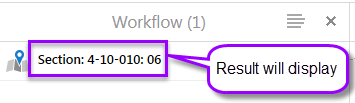 Workflow (1)
Section: 4-10-010: 06
Result will display